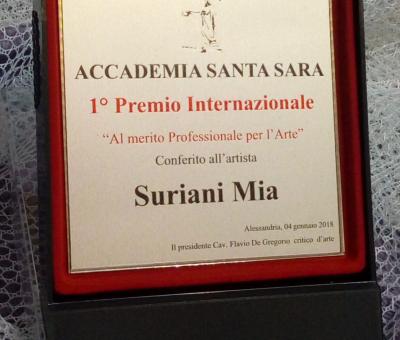 ACCADEMIA SANTA SARA
1° Premio Internazionale
“Al merito Professionale per l’Arte”
Conferito all’artista
Suriani Mia
Alessandria, 04 gennaio 2018
Il presidente Cav. Flavio De Gregorio critico d’arte